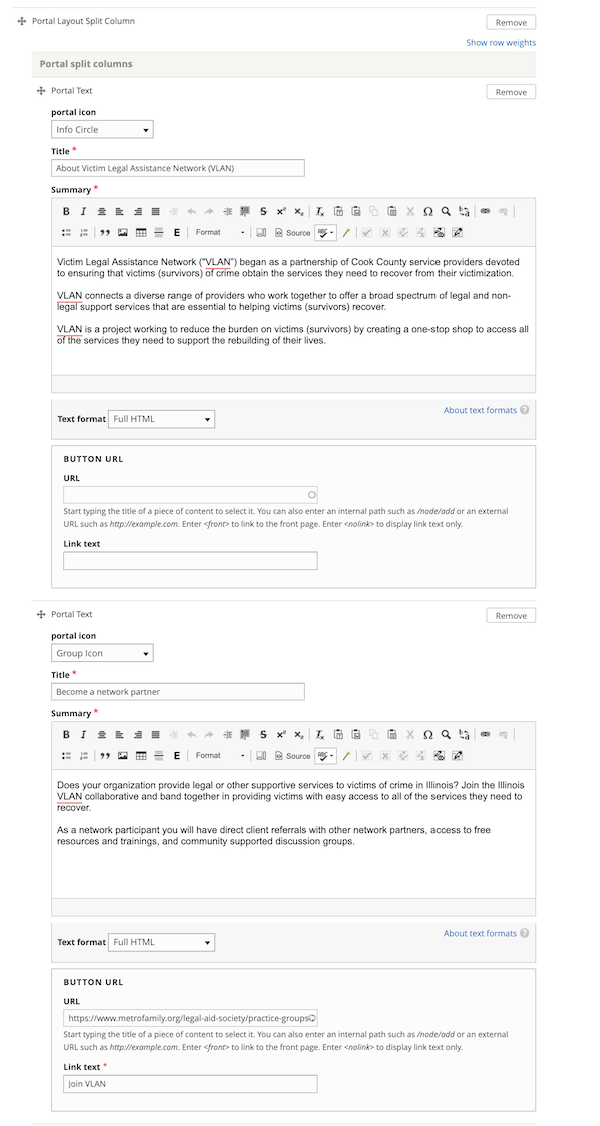 Portal Layout Split Column
Remove
Show row weights
Portal split columns
Portal Text
Remove
portal icon
Info Circle
Title *
About Victim Legal Assistance Network (VLAN)
Summary *
B I S x² x₂ Tx Ω
” E Format Source ABC
Victim Legal Assistance Network ("VLAN") began as a partnership of Cook County service providers devoted
to ensuring that victims (survivors) of crime obtain the services they need to recover from their victimization.
VLAN connects a diverse range of providers who work together to offer a broad spectrum of legal and non-
legal support services that are essential to helping victims (survivors) recover.
VLAN is a project working to reduce the burden on victims (survivors) by creating a one-stop shop to access all
of the services they need to support the rebuilding of their lives.
Text format Full HTML
About text formats ?
BUTTON URL
URL
Start typing the title of a piece of content to select it. You can also enter an internal path such as /node/add or an external
URL such as http://example.com. Enter <front> to link to the front page. Enter <nolink> to display link text only.
Link text
Portal Text
Remove
portal icon
Group Icon
Title *
Become a network partner
Summary *
B I S x² x₂ Tx Ω
” E Format Source ABC
Does your organization provide legal or other supportive services to victims of crime in Illinois? Join the Illinois
VLAN collaborative and band together in providing victims with easy access to all of the services they need to
recover.
As a network participant you will have direct client referrals with other network partners, access to free
resources and trainings, and community supported discussion groups.
Text format Full HTML
About text formats ?
BUTTON URL
URL
https://www.metrofamily.org/legal-aid-society/practice-groups
Start typing the title of a piece of content to select it. You can also enter an internal path such as /node/add or an external
URL such as http://example.com. Enter <front> to link to the front page. Enter <nolink> to display link text only.
Link text *
Join VLAN